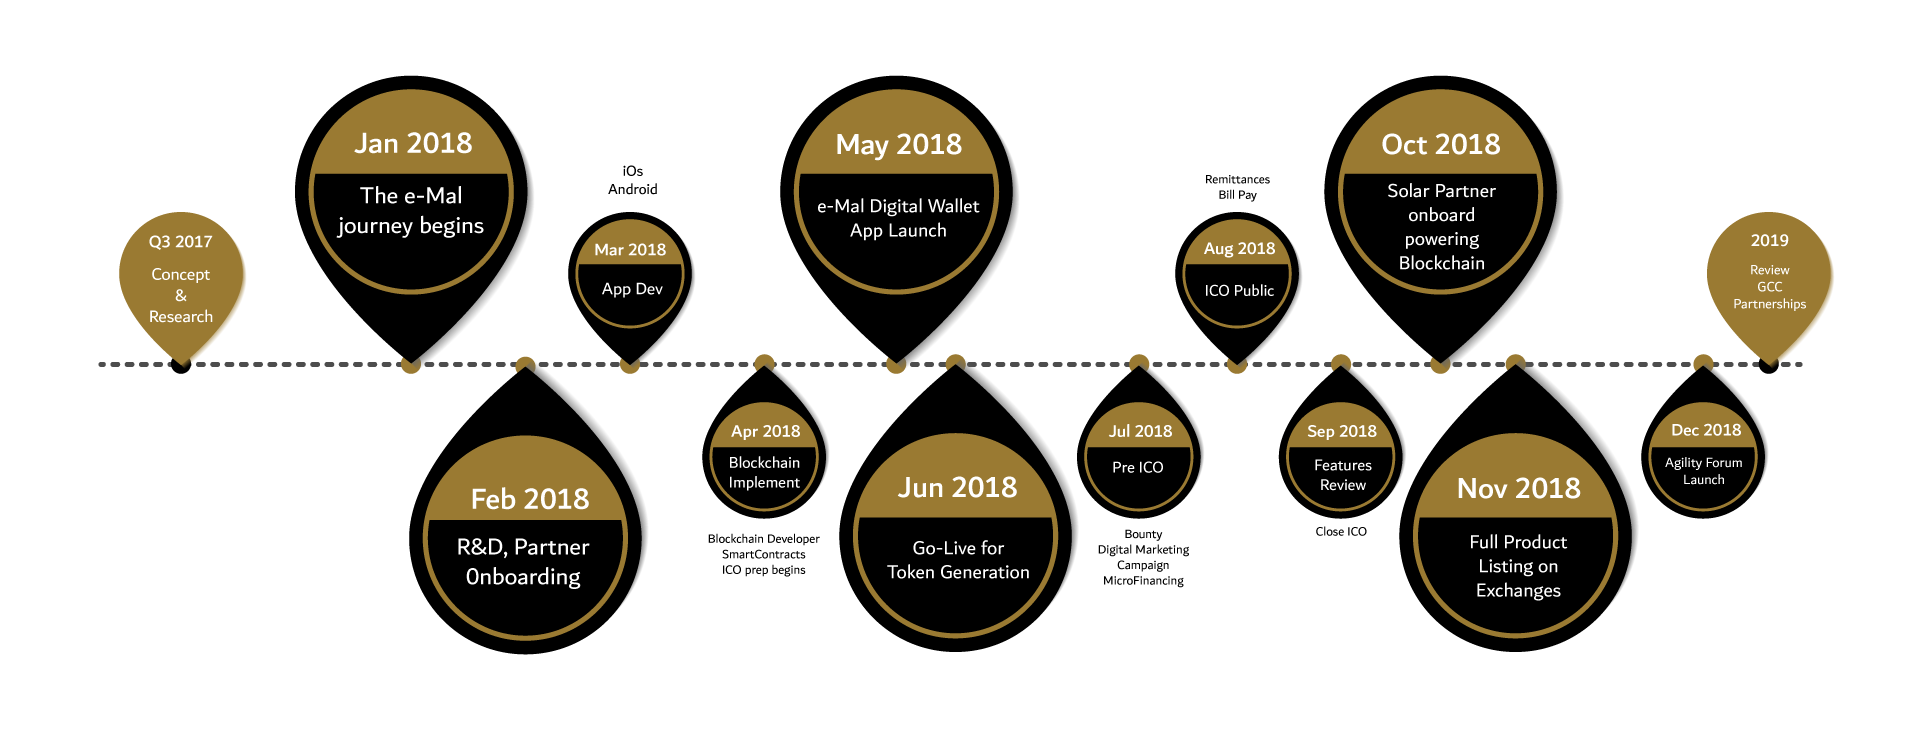 Q3 2017
Concept
&
Research
Jan 2018
The e-Mal
journey begins
Feb 2018
R&D, Partner
0nboarding
iOs
Android
Mar 2018
App Dev
Apr 2018
Blockchain
Implement
Blockchain Developer
SmartContracts
ICO prep begins
May 2018
e-Mal Digital Wallet
App Launch
Jun 2018
Go-Live for
Token Generation
Jul 2018
Pre ICO
Bounty
Digital Marketing
Campaign
MicroFinancing
Remittances
Bill Pay
Aug 2018
ICO Public
Sep 2018
Features
Review
Close ICO
Oct 2018
Solar Partner
onboard
powering
Blockchain
Nov 2018
Full Product
Listing on
Exchanges
Dec 2018
Agility Forum
Launch
2019
Review
GCC
Partnerships